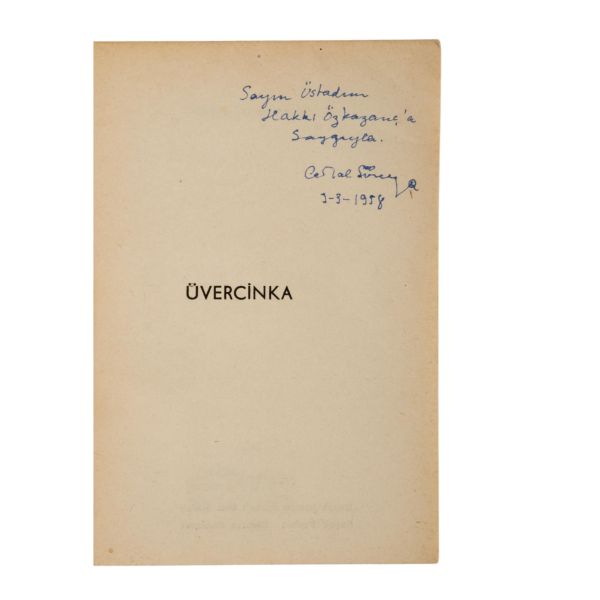 Sayın Üstadım
Hakkı Özkazanç'a
Saygıyla.
Cemal Süreya
3-3-1958
ÜVERCİNKA